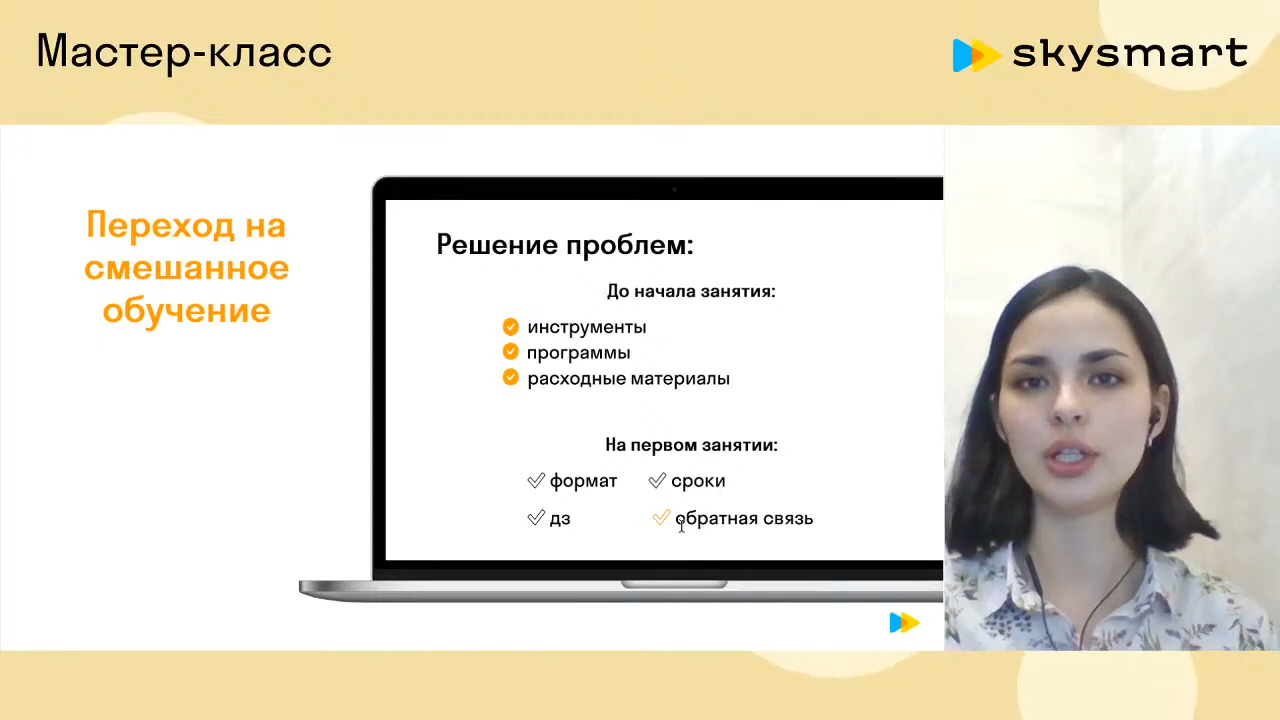 Мастер-класс
skysmart
Переход на
смешанное
обучение
Решение проблем:
До начала занятия:
инструменты
программы
расходные материалы
На первом занятии:
формат
сроки
дз
обратная связь